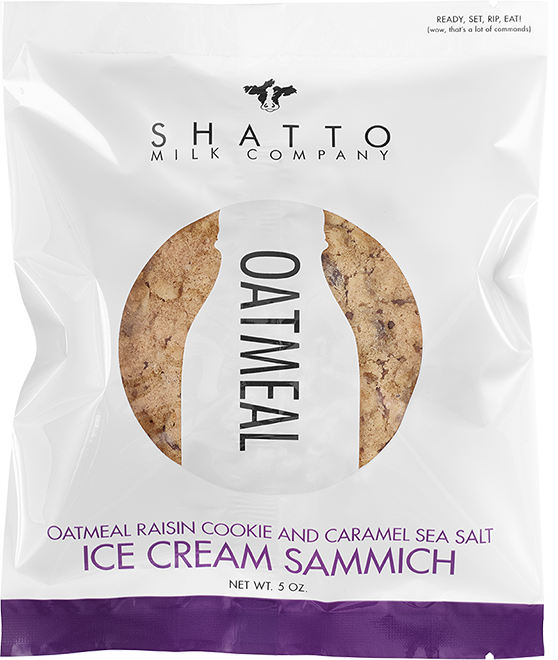 READY, SET, RIP, EAT!
(wow, that's a lot of commands)
SHATTO
MILK COMPANY
OATMEAL
OATMEAL RAISIN COOKIE AND CARAMEL SEA SALT
ICE CREAM SAMMICH
NET WT. 5 OZ.